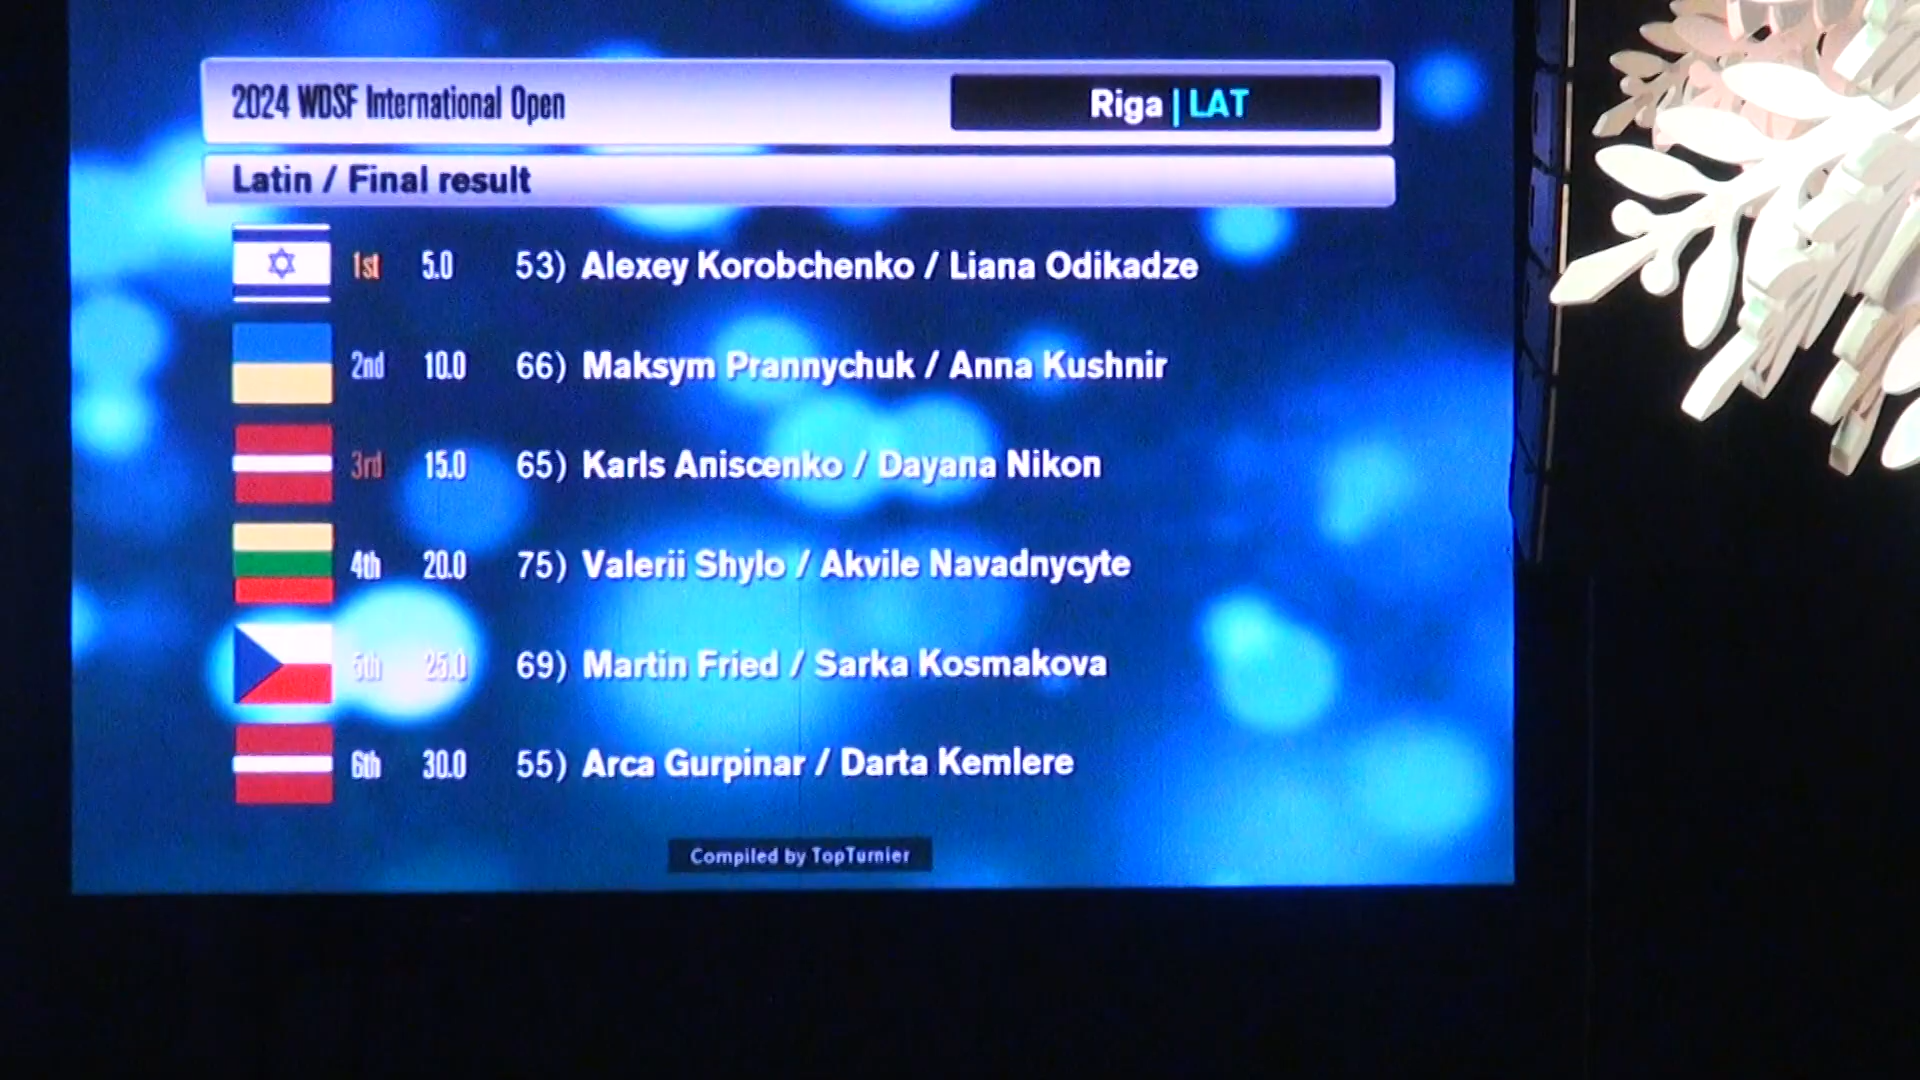 2024 WDSF International Open
Riga | LAT
Latin / Final result
1st 5.0 53) Alexey Korobchenko / Liana Odikadze
2nd 10.0 66) Maksym Prannychuk / Anna Kushnir
3rd 15.0 65) Karls Aniscenko / Dayana Nikon
4th 20.0 75) Valerii Shylo / Akvile Navadnycyte
5th 25.0 69) Martin Fried / Sarka Kosmakova
6th 30.0 55) Arca Gurpinar / Darta Kemlere
Compiled by TopTurnier